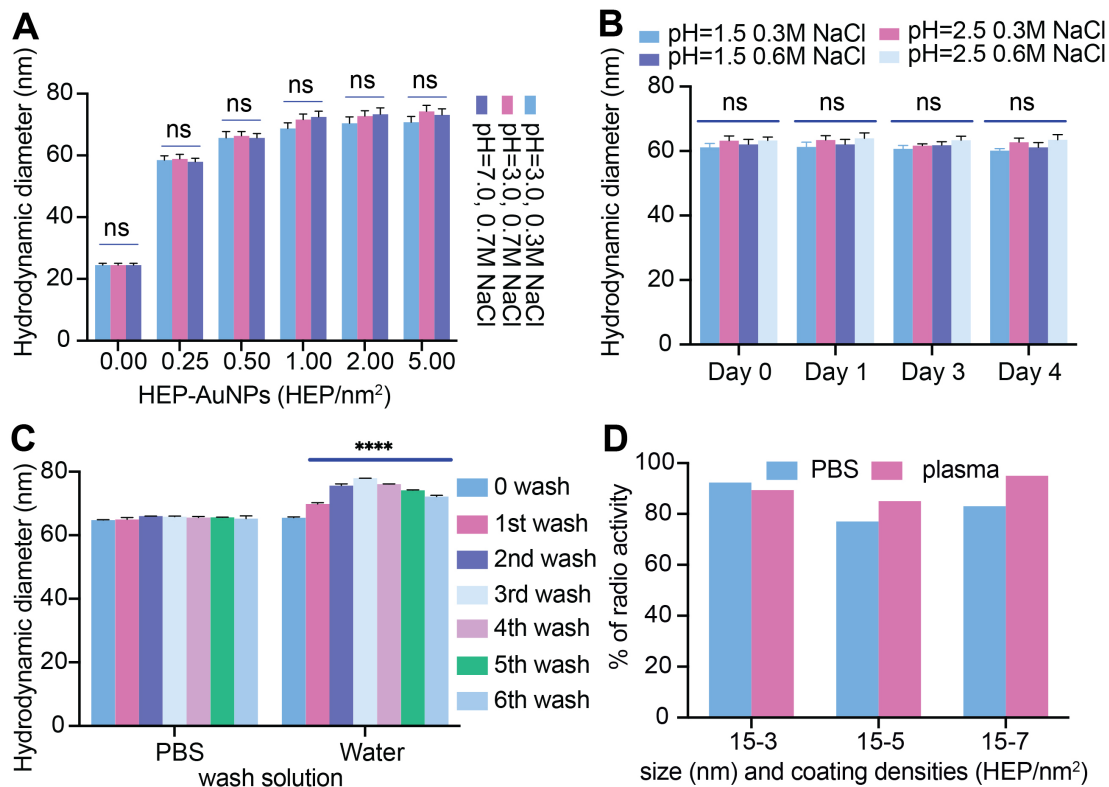 A
Hydrodynamic diameter (nm)
80
60
40
20
0
ns
ns
ns
ns
ns
ns
0.00
0.25
0.50
1.00
2.00
5.00
HEP-AuNPs (HEP/nm²)
pH=3.0, 0.3M NaCl
pH=3.0, 0.7M NaCl
pH=7.0, 0.7M NaCl
B
pH=1.5 0.3M NaCl
pH=2.5 0.3M NaCl
pH=1.5 0.6M NaCl
pH=2.5 0.6M NaCl
Hydrodynamic diameter (nm)
80
60
40
20
0
ns
ns
ns
ns
Day 0
Day 1
Day 3
Day 4
C
Hydrodynamic diameter (nm)
80
60
40
20
0
****
PBS
Water
wash solution
0 wash
1st wash
2nd wash
3rd wash
4th wash
5th wash
6th wash
D
% of radio activity
100
80
60
40
20
0
PBS
plasma
15-3
15-5
15-7
size (nm) and coating densities (HEP/nm²)